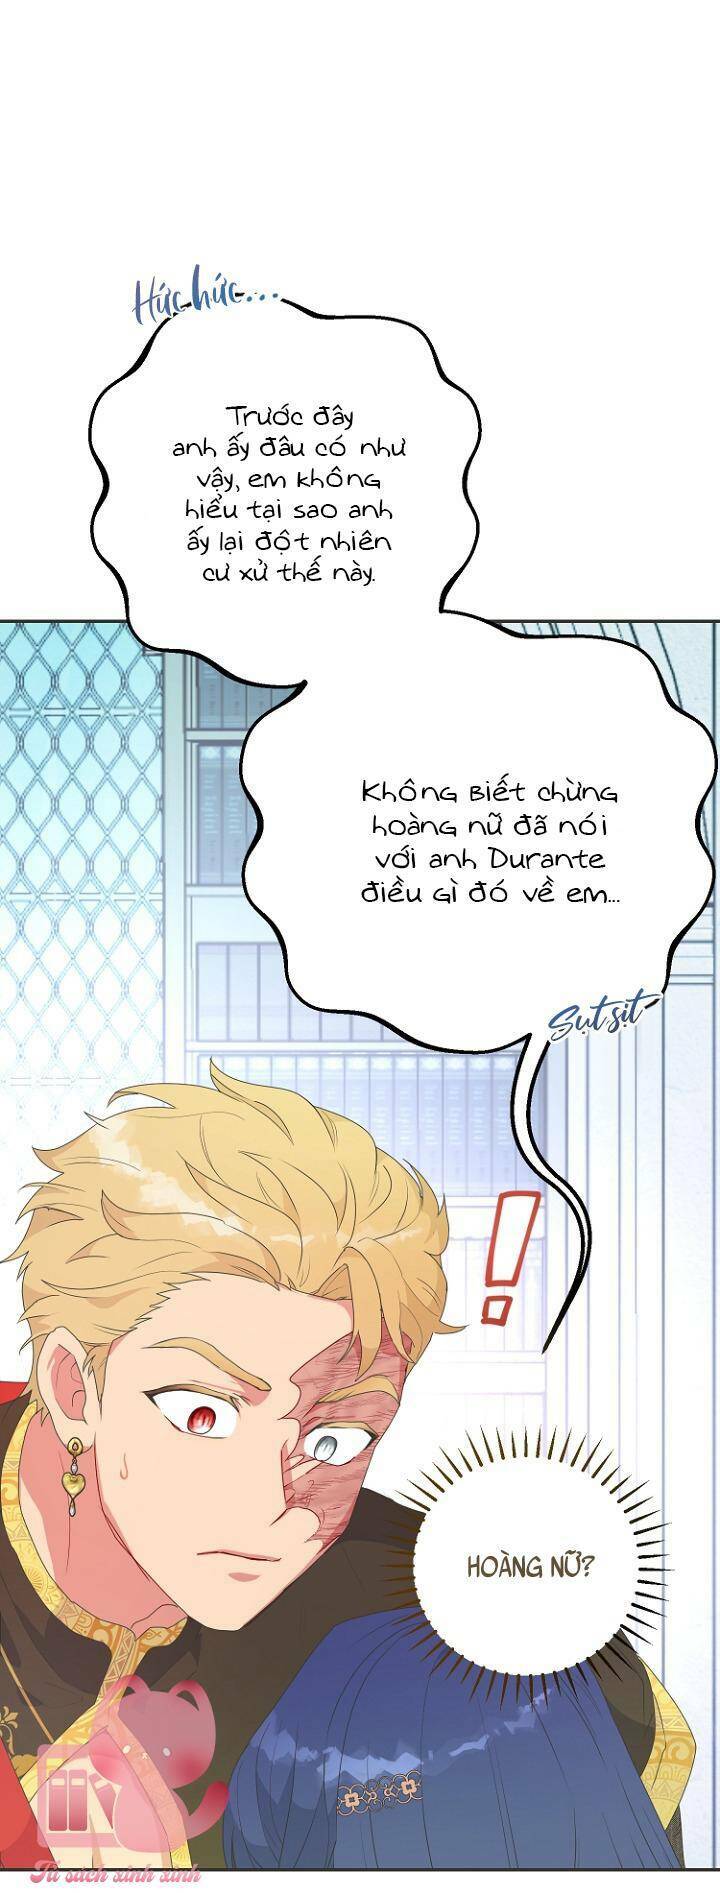 Hức hức...
Trước đây
anh ấy đâu có như
vậy, em không
hiểu tại sao anh
ấy lại đột nhiên
cư xử thế này.
Không biết chừng
hoàng nữ đã nói
với anh Durante
điều gì đó về em...
Sụt sịt
!
HOÀNG NỮ?
Tủ sách xinh xinh